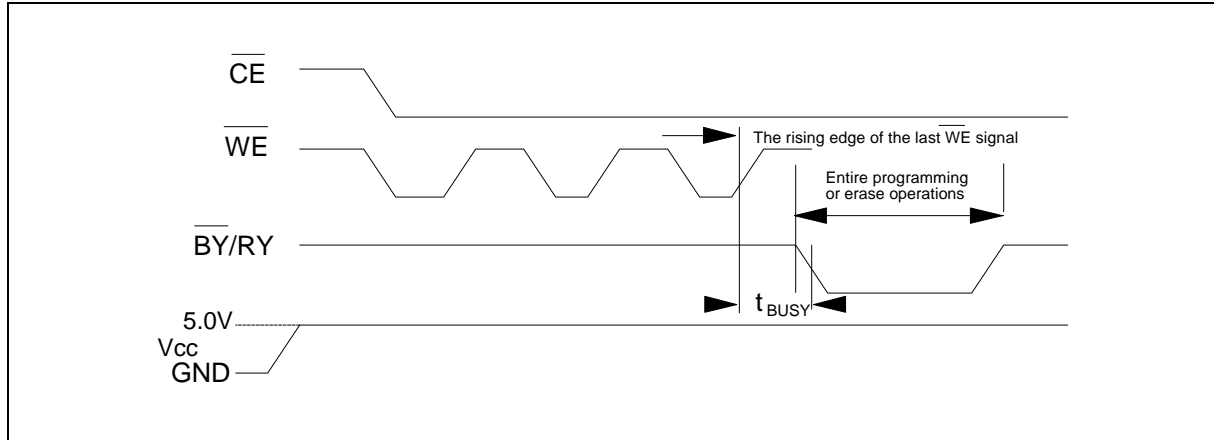 CE
WE
The rising edge of the last WE signal
Entire programming
or erase operations
BY/RY
t BUSY
5.0V
Vcc
GND